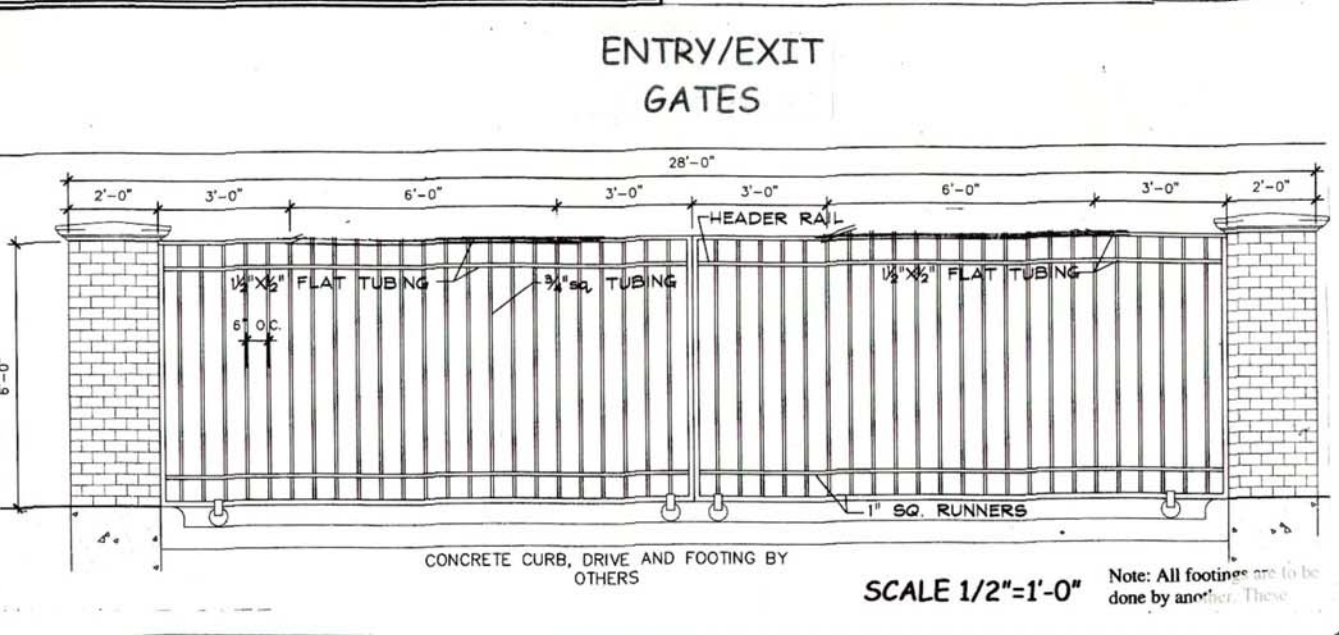 ENTRY/EXIT
GATES
28'-0"
2'-0" 3'-0" 6'-0" 3'-0" 3'-0" 6'-0" 3'-0" 2'-0"
HEADER RAIL
1/2"X1/2" FLAT TUBING 3/4"sq TUBING 1/2"X1/2" FLAT TUBING
6" O.C.
6'-0"
1" SQ. RUNNERS
CONCRETE CURB, DRIVE AND FOOTING BY
OTHERS
SCALE 1/2"=1'-0"
Note: All footings are to be
done by another. These